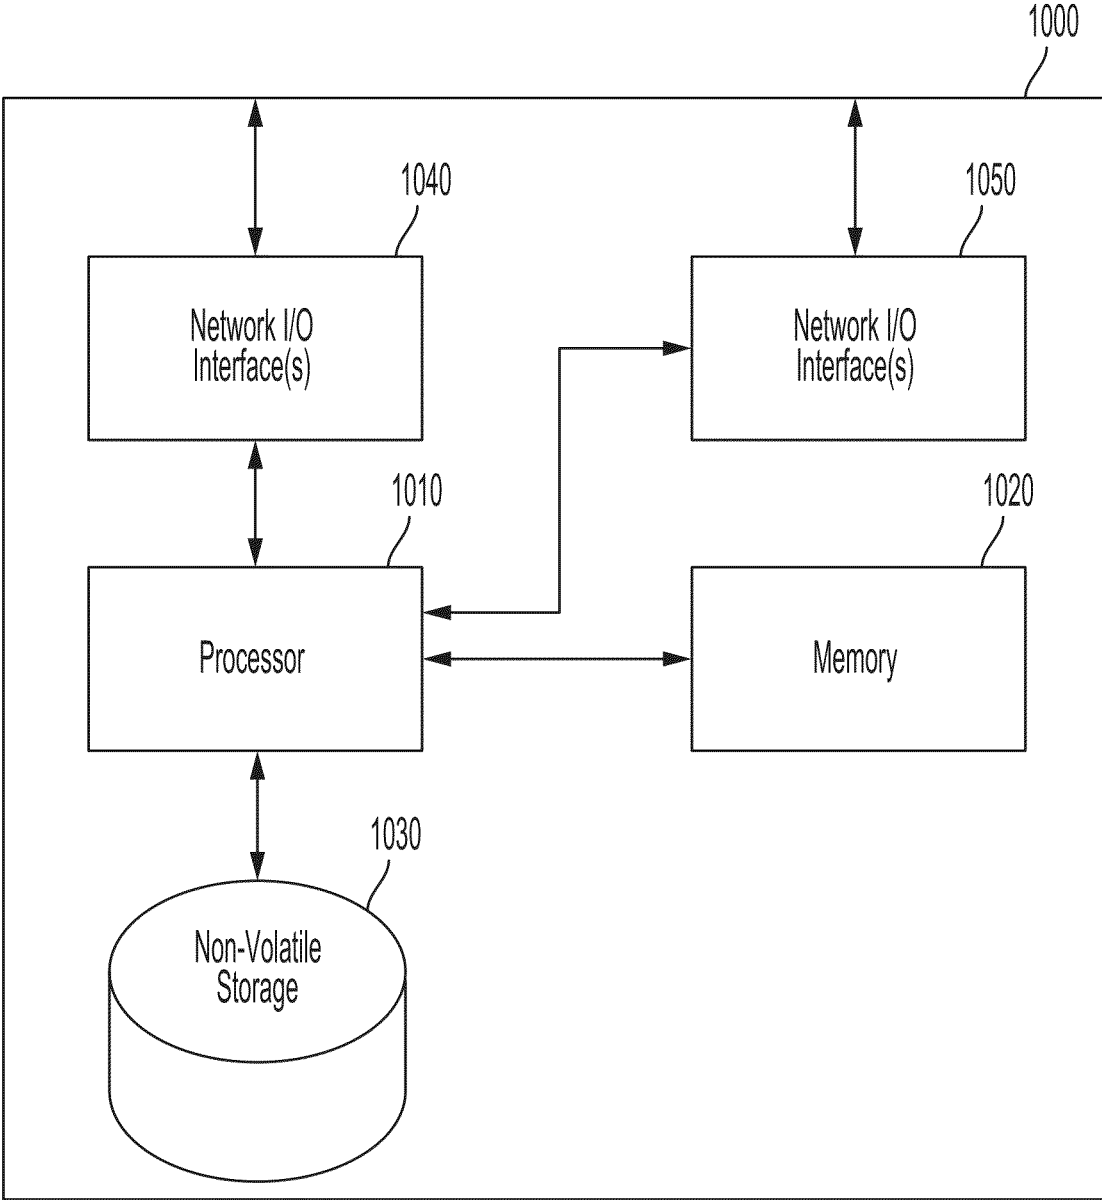 1000
1040
1050
Network I/O
Interface(s)
Network I/O
Interface(s)
1010
1020
Processor
Memory
1030
Non-Volatile
Storage